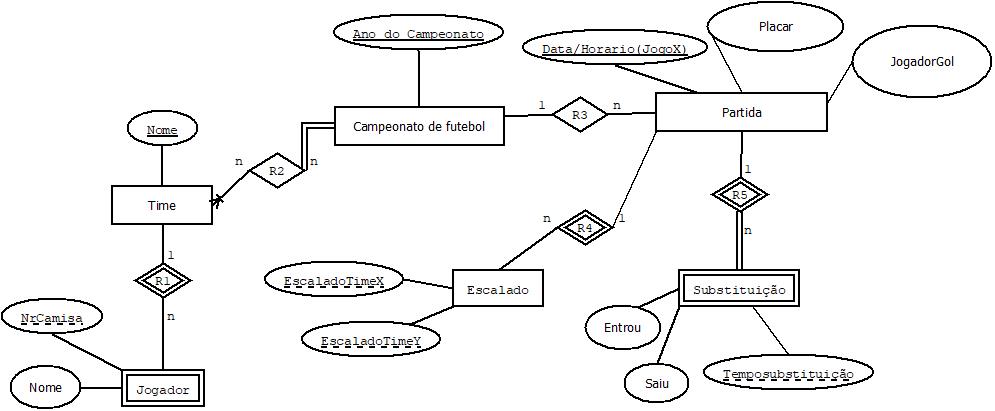 Placar
Ano do Campeonato
Data/Horario(JogoX)
JogadorGol
Campeonato de futebol
1
R3
n
Partida
Nome
n
R2
n
Time
1
R5
n
n
R4
1
1
R1
n
EscaladoTimeX
Escalado
Substituição
NrCamisa
EscaladoTimeY
Entrou
Nome
Jogador
Saiu
Temposubstituição